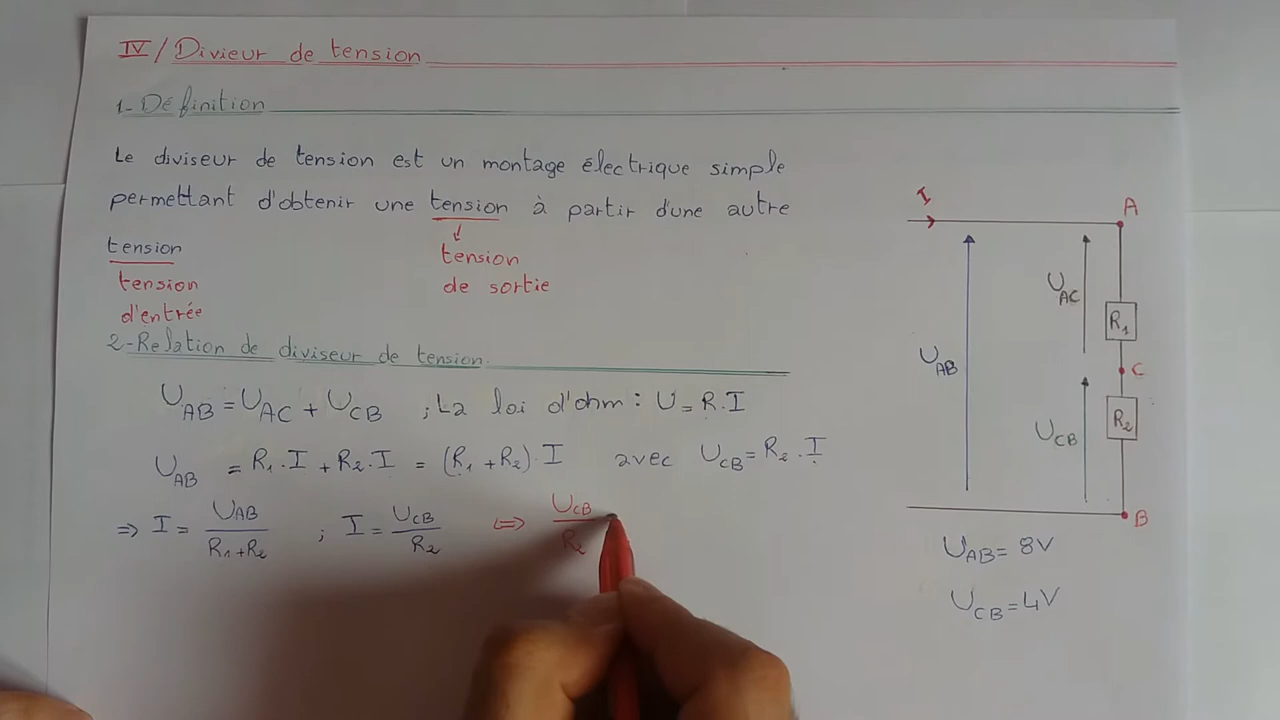 IV/ Divieur de tension
1- Définition
Le diviseur de tension est un montage électrique simple
permettant d'obtenir une tension à partir d'une autre
tension
tension
de sortie
tension
d'entrée
2-Relation de diviseur de tension.
U_AB = U_AC + U_CB ; La loi d'ohm : U = R.I
U_AB = R₁.I + R₂.I = (R₁ + R₂).I avec U_CB = R₂.I
⇒ I = U_AB / R₁+R₂ ; I = U_CB / R₂ ⇔ U_CB / R₂
I
A
U_AC
R₁
U_AB
C
R₂
U_CB
B
U_AB = 8V
U_CB = 4V